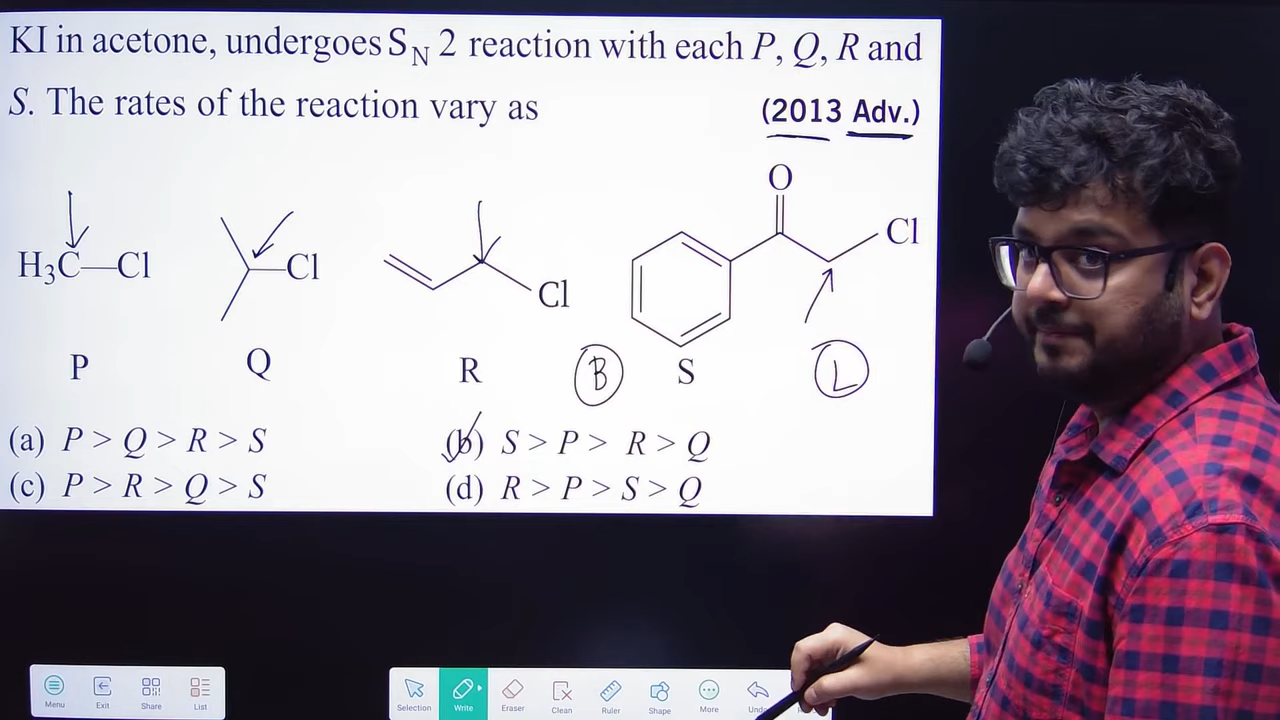 KI in acetone, undergoes S_N 2 reaction with each P, Q, R and
S. The rates of the reaction vary as (2013 Adv.)
O
H₃C—Cl Cl Cl Cl
P Q R B S L
(a) P > Q > R > S (b) S > P > R > Q
(c) P > R > Q > S (d) R > P > S > Q
Menu Exit Share List Selection Write Eraser Clean Ruler Shape More